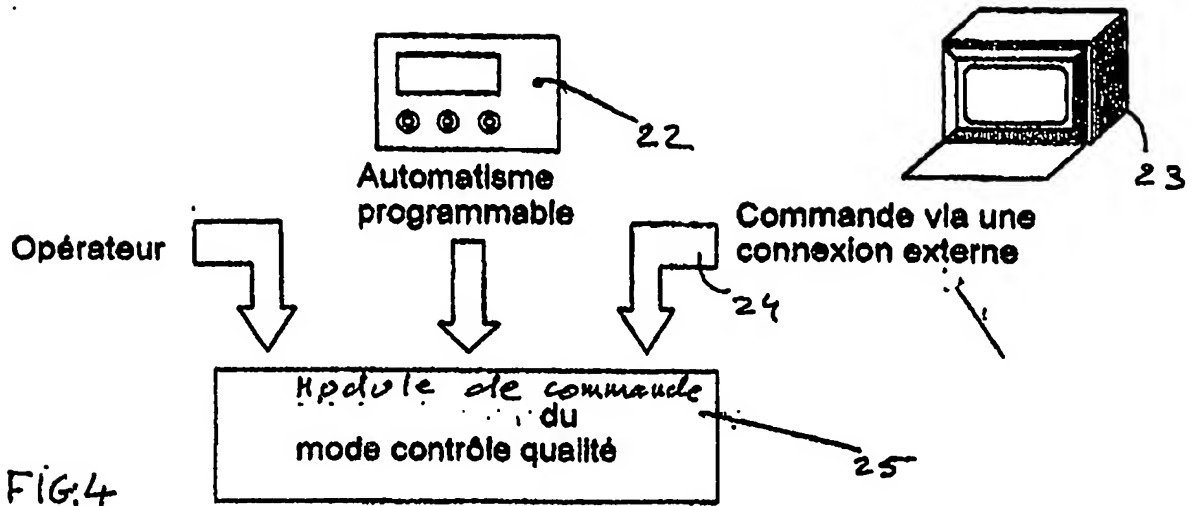 22
23
Automatisme
programmable
Opérateur
Commande via une
connexion externe
24
Module de commande
du
mode contrôle qualité
25
FIG.4